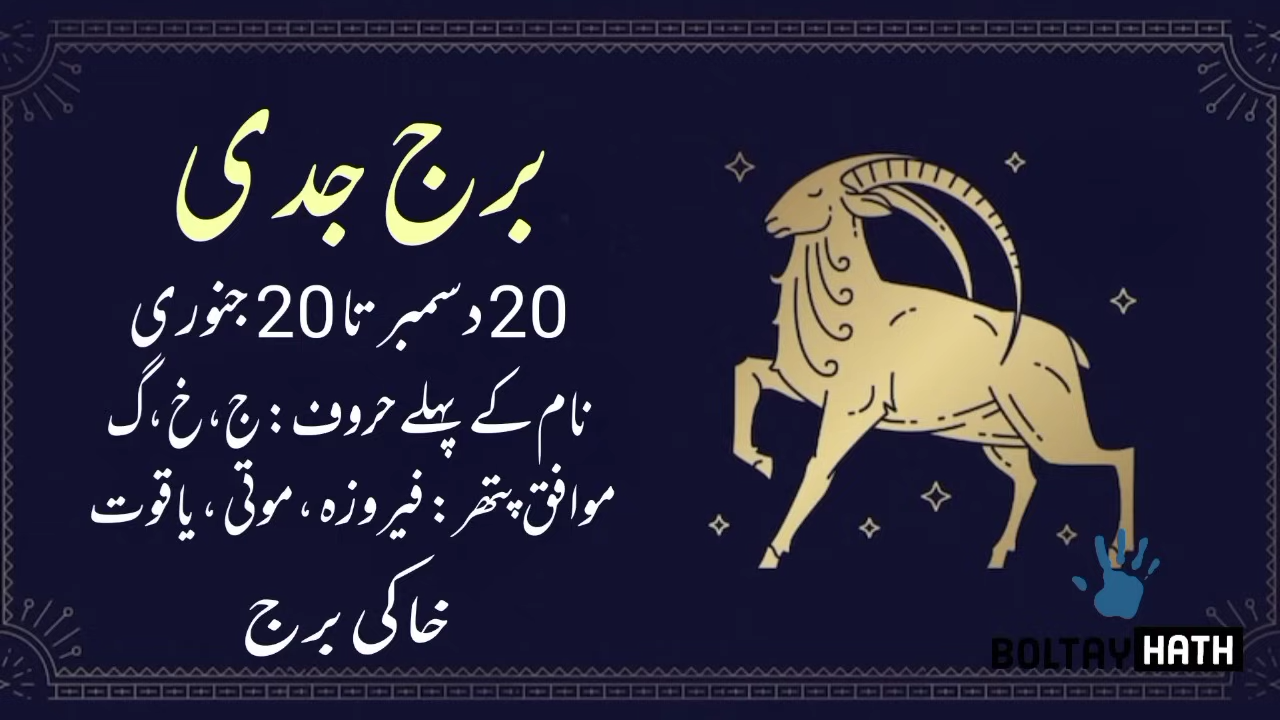 برج جدی
20 دسمبر تا 20 جنوری
نام کے پہلے حروف : ج ، خ ، گ
موافق پتھر : فیروزہ ، موتی ، یاقوت
خاکی برج
BOLTAY HATH